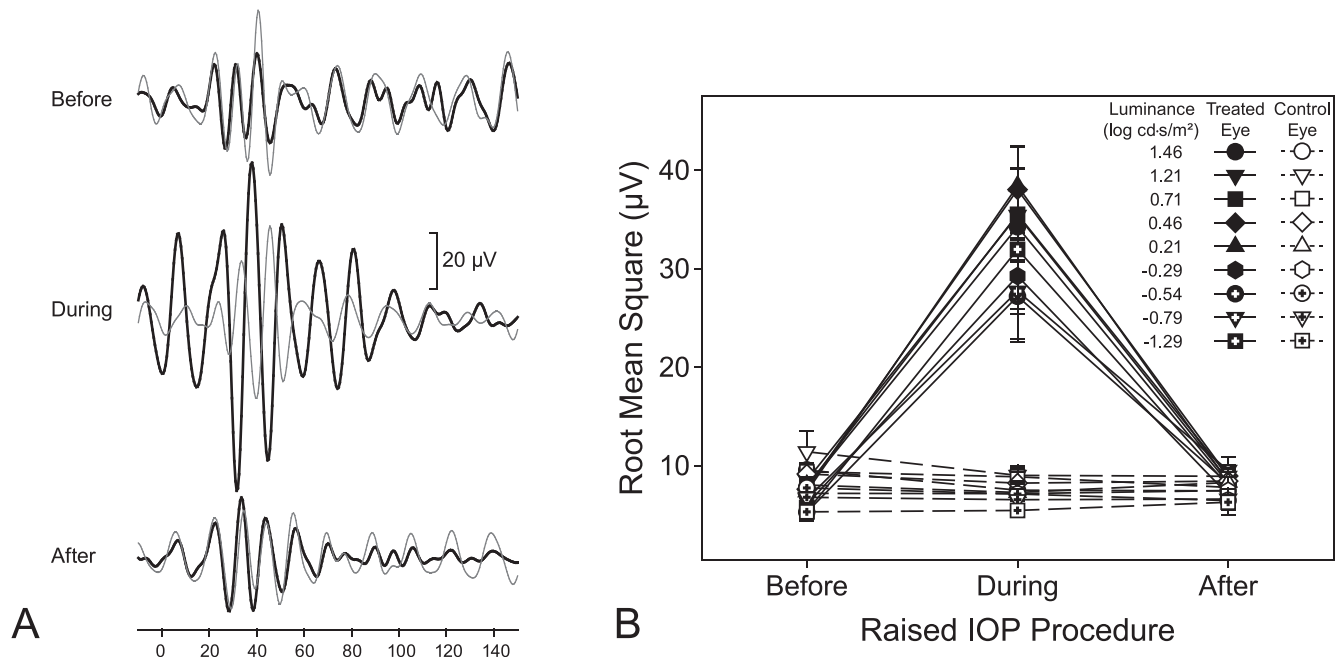 Before
During
After
20 µV
A
0 20 40 60 80 100 120 140
B
Root Mean Square (µV)
40
30
20
10
Before During After
Raised IOP Procedure
Luminance Treated Control
(log cd·s/m²) Eye Eye
1.46
1.21
0.71
0.46
0.21
-0.29
-0.54
-0.79
-1.29